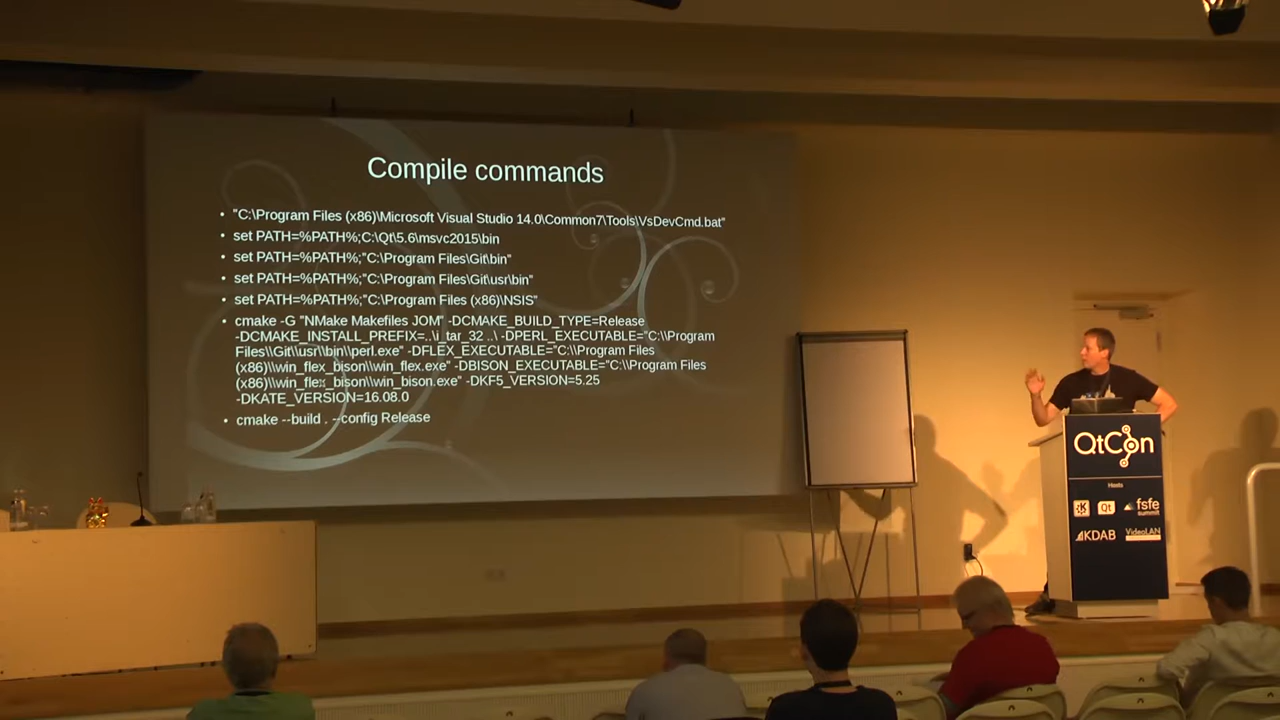 Compile commands
• "C:\Program Files (x86)\Microsoft Visual Studio 14.0\Common7\Tools\VsDevCmd.bat"
• set PATH=%PATH%;C:\Qt\5.6\msvc2015\bin
• set PATH=%PATH%;"C:\Program Files\Git\bin"
• set PATH=%PATH%;"C:\Program Files\Git\usr\bin"
• set PATH=%PATH%;"C:\Program Files (x86)\NSIS"
• cmake -G "NMake Makefiles JOM" -DCMAKE_BUILD_TYPE=Release
-DCMAKE_INSTALL_PREFIX=..\i_tar_32 ..\ -DPERL_EXECUTABLE="C:\\Program
Files\\Git\\usr\\bin\\perl.exe" -DFLEX_EXECUTABLE="C:\\Program Files
(x86)\\win_flex_bison\\win_flex.exe" -DBISON_EXECUTABLE="C:\\Program Files
(x86)\\win_flex_bison\\win_bison.exe" -DKF5_VERSION=5.25
-DKATE_VERSION=16.08.0
• cmake --build . --config Release
QtCon
Hosts
Qt
fsfe
summit
KDAB
VideoLAN